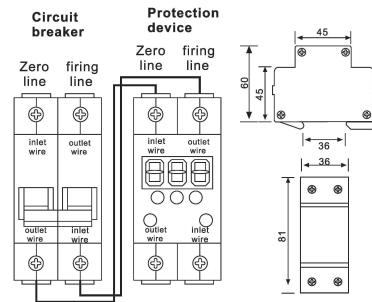 Circuit
breaker
Protection
device
Zero
line
firing
line
Zero
line
firing
line
inlet
wire
outlet
wire
inlet
wire
outlet
wire
888
outlet
wire
inlet
wire
outlet
wire
inlet
wire
45
60
45
36
36
81